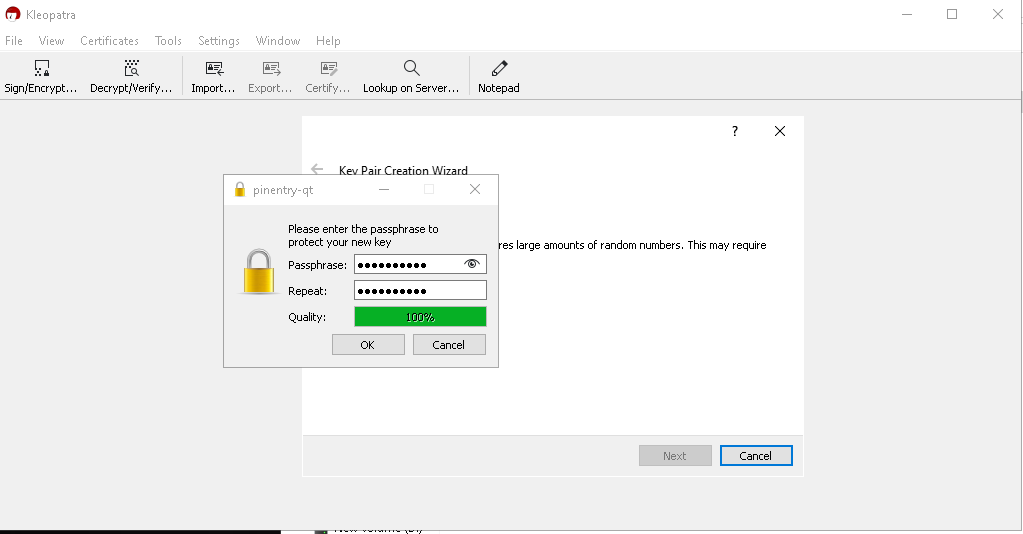 Kleopatra
File View Certificates Tools Settings Window Help
Sign/Encrypt... Decrypt/Verify... Import... Export... Certify... Lookup on Server... Notepad
?
Key Pair Creation Wizard
pinentry-qt
Please enter the passphrase to
protect your new key
res large amounts of random numbers. This may require
Passphrase: ●●●●●●●●●●
Repeat: ●●●●●●●●●●
Quality: 100%
OK Cancel
Next Cancel